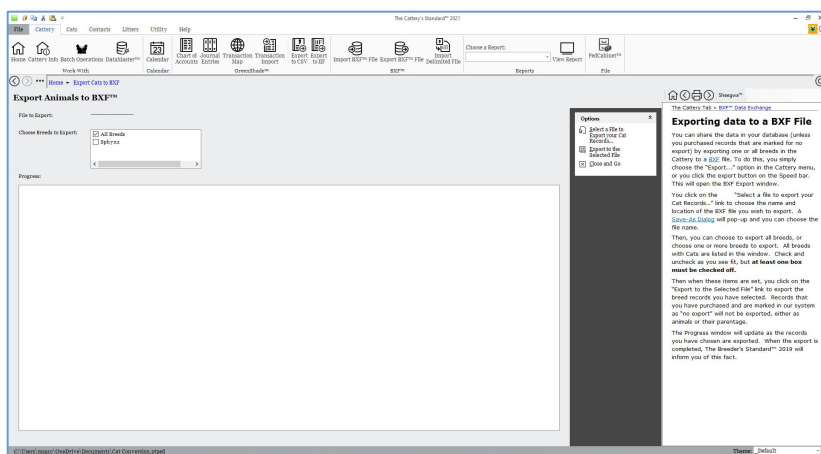 The Cattery's Standard™ 2021
File Cattery Cats Contacts Litters Utility Help
Home Cattery Info Batch Operations DataMaster™ Calendar Chart of Accounts Journal Entries Transaction Map Transaction Import Export to CSV Export to IIF Import BXF™ File Export BXF™ File Import Delimited File Choose a Report: View Report PedCabinet™
Work With Calendar GreenShade™ BXF™ Reports File
Home Export Cats to BXF
Export Animals to BXF™
File to Export: --------------------
Choose Breeds to Export:
All Breeds
Sphynx
Progress:
Options
Select a File to
Export your Cat
Records...
Export to the
Selected File
Close and Go
Sheegwa™
The Cattery Tab » BXF™ Data Exchange
Exporting data to a BXF File
You can share the data in your database (unless
you purchased records that are marked for no
export) by exporting one or all breeds in the
Cattery to a BXF file. To do this, you simply
choose the "Export..." option in the Cattery menu,
or you click the export button on the Speed bar.
This will open the BXF Export window.
You click on the "Select a file to export your
Cat Records..." link to choose the name and
location of the BXF file you wish to export. A
Save-As Dialog will pop-up and you can choose the
file name.
Then, you can choose to export all breeds, or
choose one or more breeds to export. All breeds
with Cats are listed in the window. Check and
uncheck as you see fit, but at least one box
must be checked off.
Then when these items are set, you click on the
"Export to the Selected File" link to export the
breed records you have selected. Records that
you have purchased and are marked in our system
as "no export" will not be exported, either as
animals or their parentage.
The Progress window will update as the records
you have chosen are exported. When the export is
completed, The Breeder's Standard™ 2019 will
inform you of this fact.
Theme: _Default